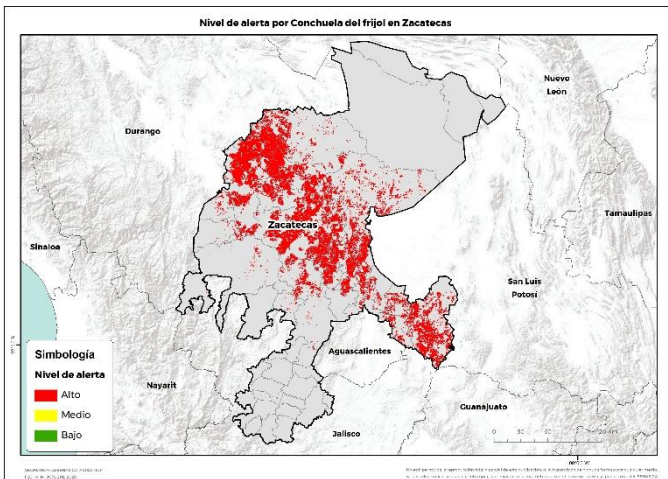 Nivel de alerta por Conchuela del frijol en Zacatecas
Nuevo
León
Durango
Tamaulipas
Sinaloa
Zacatecas
San Luis
Potosí
Simbología
Nivel de alerta
Alto
Medio
Bajo
Aguascalientes
Nayarit
Guanajuato
Jalisco